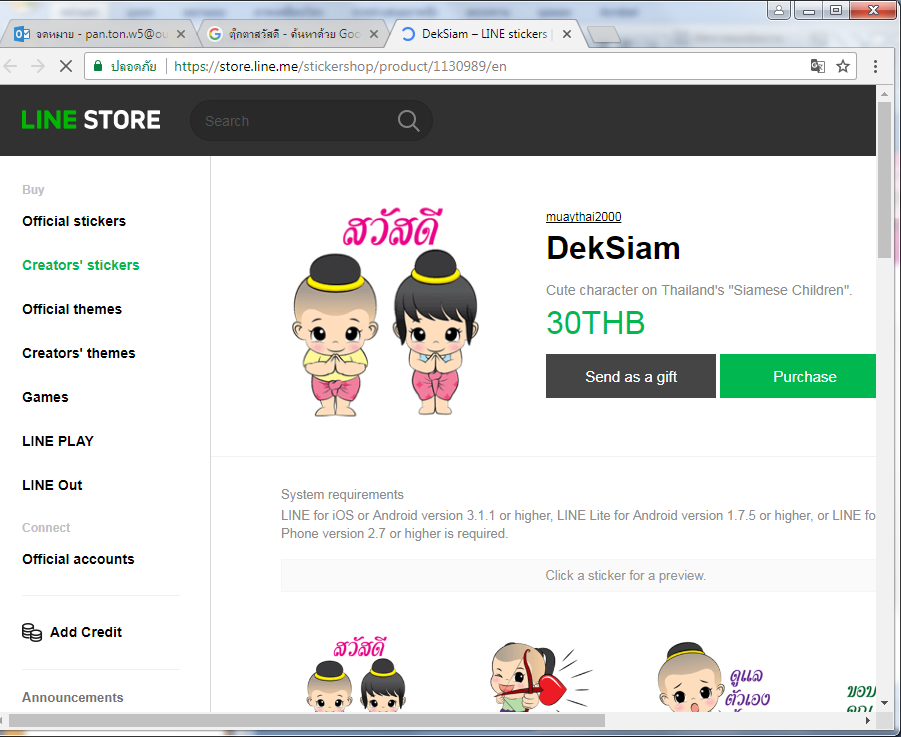 จดหมาย - pan.ton.w5@ou
ตุ๊กตาสวัสดี - ค้นหาด้วย Goo
DekSiam – LINE stickers |
ปลอดภัย
https://store.line.me/stickershop/product/1130989/en
LINE STORE
Search
Buy
Official stickers
Creators' stickers
Official themes
Creators' themes
Games
LINE PLAY
LINE Out
Connect
Official accounts
Add Credit
Announcements
สวัสดี
muaythai2000
DekSiam
Cute character on Thailand's "Siamese Children".
30THB
Send as a gift
Purchase
System requirements
LINE for iOS or Android version 3.1.1 or higher, LINE Lite for Android version 1.7.5 or higher, or LINE fo
Phone version 2.7 or higher is required.
Click a sticker for a preview.
สวัสดี
ดูแล
ตัวเอง
ขอบ